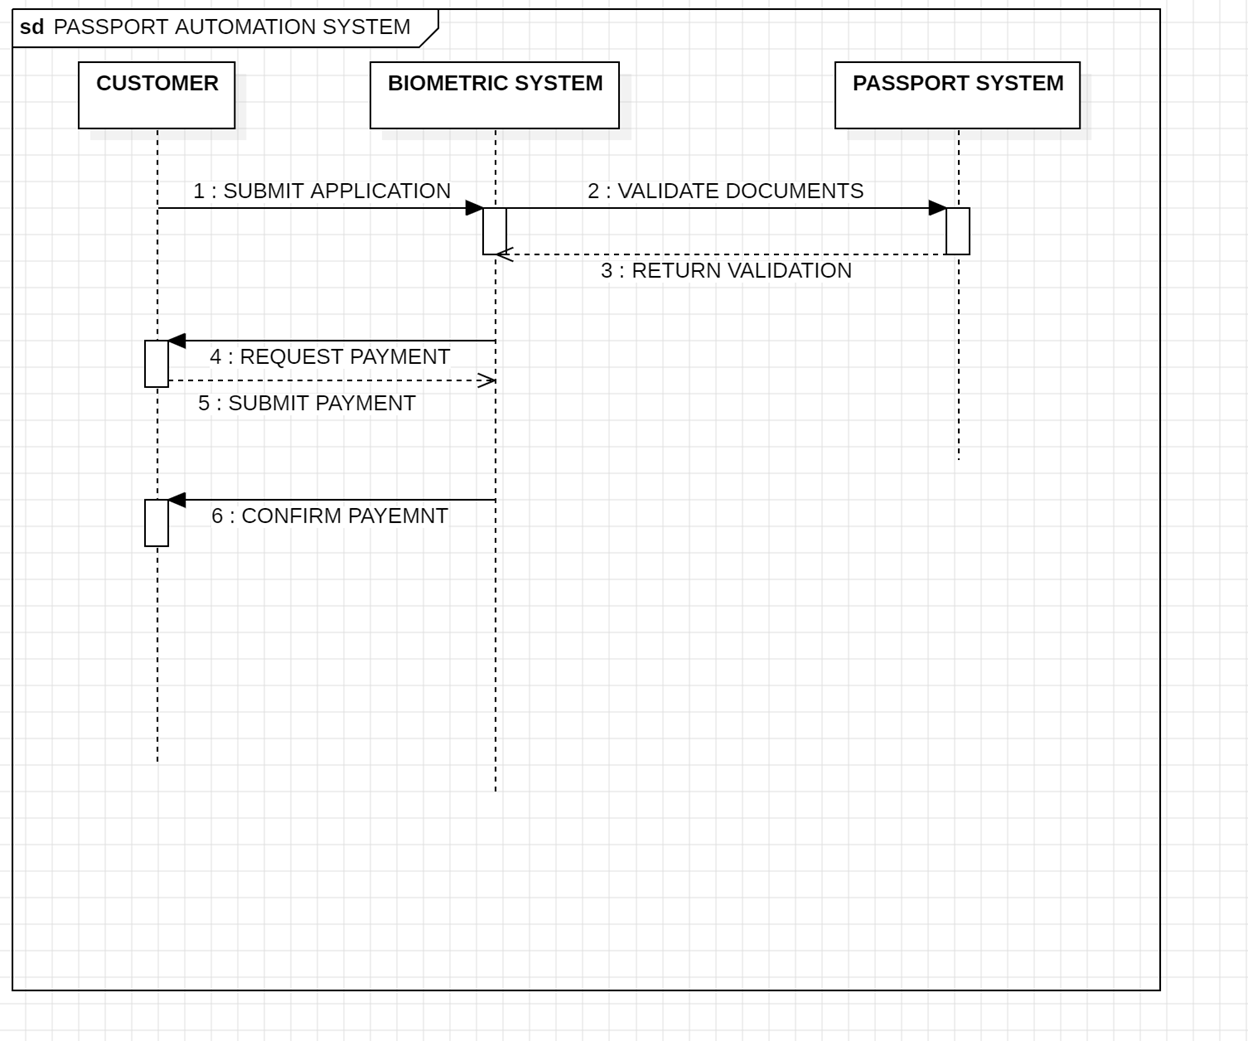 sd PASSPORT AUTOMATION SYSTEM
CUSTOMER
BIOMETRIC SYSTEM
PASSPORT SYSTEM
1 : SUBMIT APPLICATION
2 : VALIDATE DOCUMENTS
3 : RETURN VALIDATION
4 : REQUEST PAYMENT
5 : SUBMIT PAYMENT
6 : CONFIRM PAYEMNT